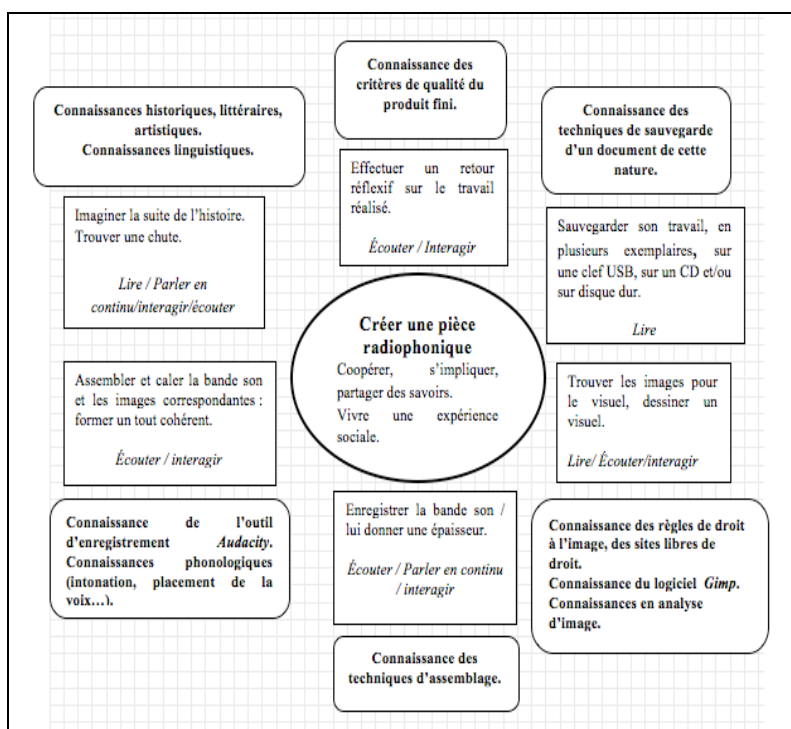 Connaissance des
critères de qualité du
produit fini.
Connaissances historiques, littéraires,
artistiques.
Connaissances linguistiques.
Connaissance des
techniques de sauvegarde
d’un document de cette
nature.
Effectuer un retour
réflexif sur le travail
réalisé.
Écouter / Interagir
Imaginer la suite de l’histoire.
Trouver une chute.
Lire / Parler en
continu/interagir/écouter
Sauvegarder son travail, en
plusieurs exemplaires, sur
une clef USB, sur un CD et/ou
sur disque dur.
Lire
Créer une pièce
radiophonique
Coopérer, s’impliquer,
partager des savoirs.
Vivre une expérience
sociale.
Assembler et caler la bande son
et les images correspondantes :
former un tout cohérent.
Écouter / interagir
Trouver les images pour
le visuel, dessiner un
visuel.
Lire/ Écouter/interagir
Enregistrer la bande son /
lui donner une épaisseur.
Écouter / Parler en continu
/ interagir
Connaissance de l’outil
d’enregistrement Audacity.
Connaissances phonologiques
(intonation, placement de la
voix…).
Connaissance des règles de droit
à l’image, des sites libres de
droit.
Connaissance du logiciel Gimp.
Connaissances en analyse
d’image.
Connaissance des
techniques d’assemblage.